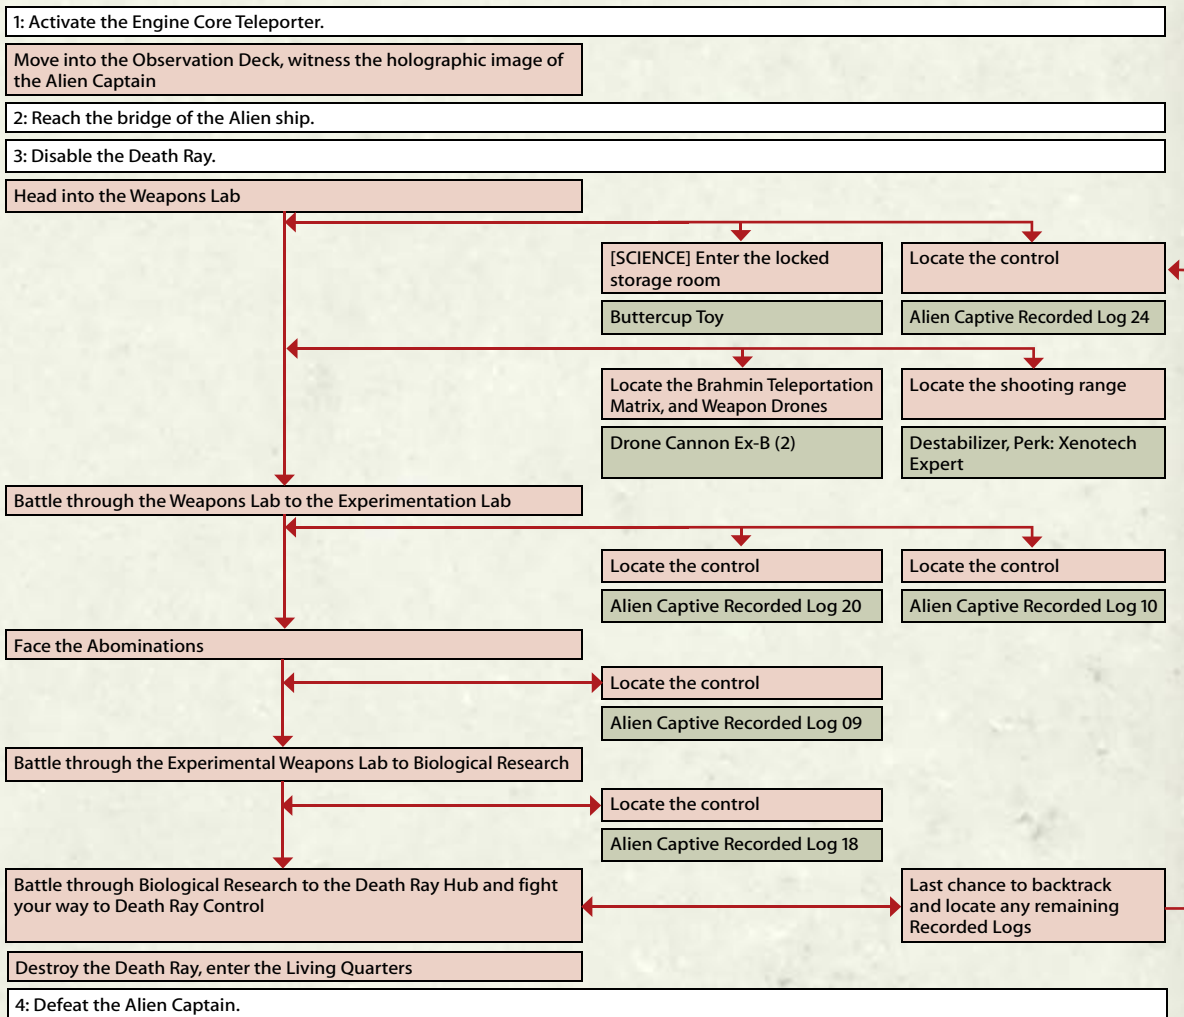 1: Activate the Engine Core Teleporter.
Move into the Observation Deck, witness the holographic image of
the Alien Captain
2: Reach the bridge of the Alien ship.
3: Disable the Death Ray.
Head into the Weapons Lab
[SCIENCE] Enter the locked
storage room
Buttercup Toy
Locate the control
Alien Captive Recorded Log 24
Locate the Brahmin Teleportation
Matrix, and Weapon Drones
Drone Cannon Ex-B (2)
Locate the shooting range
Destabilizer, Perk: Xenotech
Expert
Battle through the Weapons Lab to the Experimentation Lab
Locate the control
Alien Captive Recorded Log 20
Locate the control
Alien Captive Recorded Log 10
Face the Abominations
Locate the control
Alien Captive Recorded Log 09
Battle through the Experimental Weapons Lab to Biological Research
Locate the control
Alien Captive Recorded Log 18
Battle through Biological Research to the Death Ray Hub and fight
your way to Death Ray Control
Last chance to backtrack
and locate any remaining
Recorded Logs
Destroy the Death Ray, enter the Living Quarters
4: Defeat the Alien Captain.